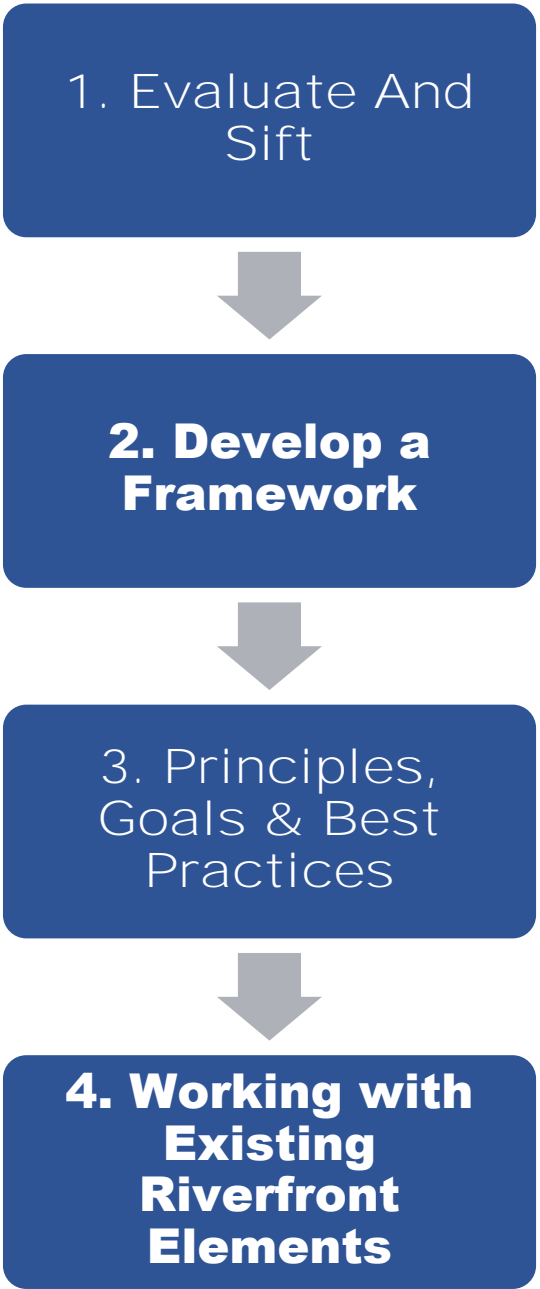 1. Evaluate And
Sift
2. Develop a
Framework
3. Principles,
Goals & Best
Practices
4. Working with
Existing
Riverfront
Elements